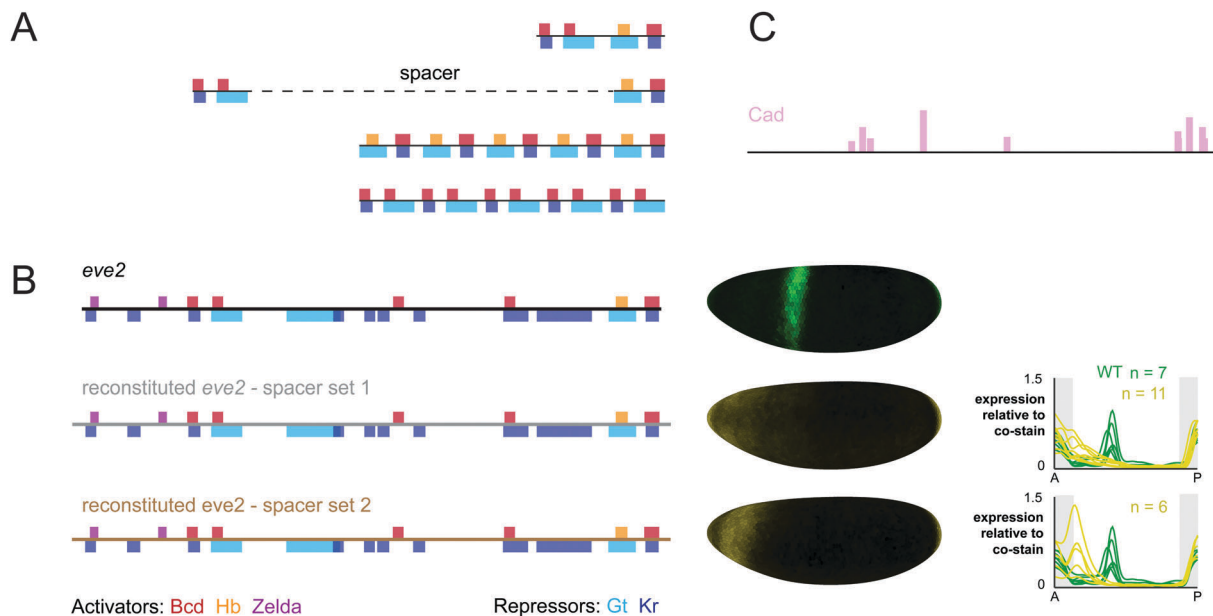 A
spacer
C
Cad
B
eve2
reconstituted eve2 - spacer set 1
WT n = 7
n = 11
1.5
expression
relative to
co-stain
0
A P
reconstituted eve2 - spacer set 2
n = 6
1.5
expression
relative to
co-stain
0
A P
Activators: Bcd Hb Zelda Repressors: Gt Kr